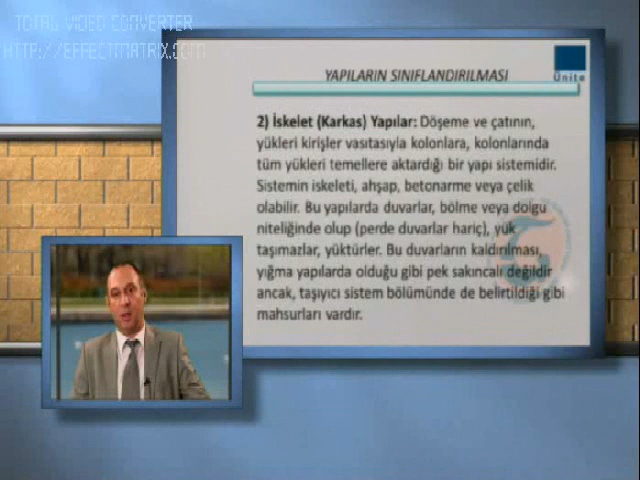 TOTAL VIDEO CONVERTER
HTTP://EFFECTMATRIX.COM
YAPILARIN SINIFLANDIRILMASI
Ünite
2) İskelet (Karkas) Yapılar: Döşeme ve çatının,
yükleri kirişler vasıtasıyla kolonlara, kolonlarında
tüm yükleri temellere aktardığı bir yapı sistemidir.
Sistemin iskeleti, ahşap, betonarme veya çelik
olabilir. Bu yapılarda duvarlar, bölme veya dolgu
niteliğinde olup (perde duvarlar hariç), yük
taşımazlar, yüktürler. Bu duvarların kaldırılması,
yığma yapılarda olduğu gibi pek sakıncalı değildir
ancak, taşıyıcı sistem bölümünde de belirtildiği gibi
mahsurları vardır.